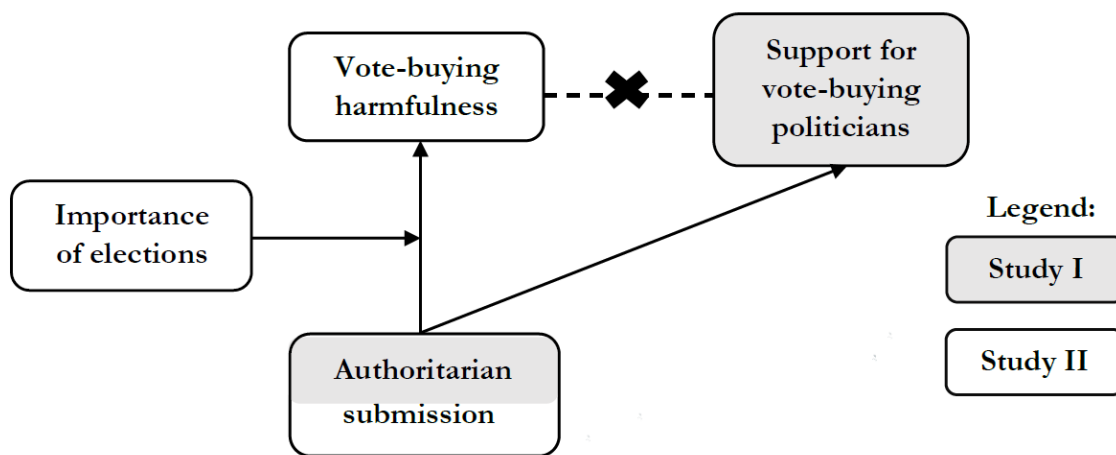 Vote-buying
harmfulness
Support for
vote-buying
politicians
Importance
of elections
Legend:
Study I
Authoritarian
submission
Study II